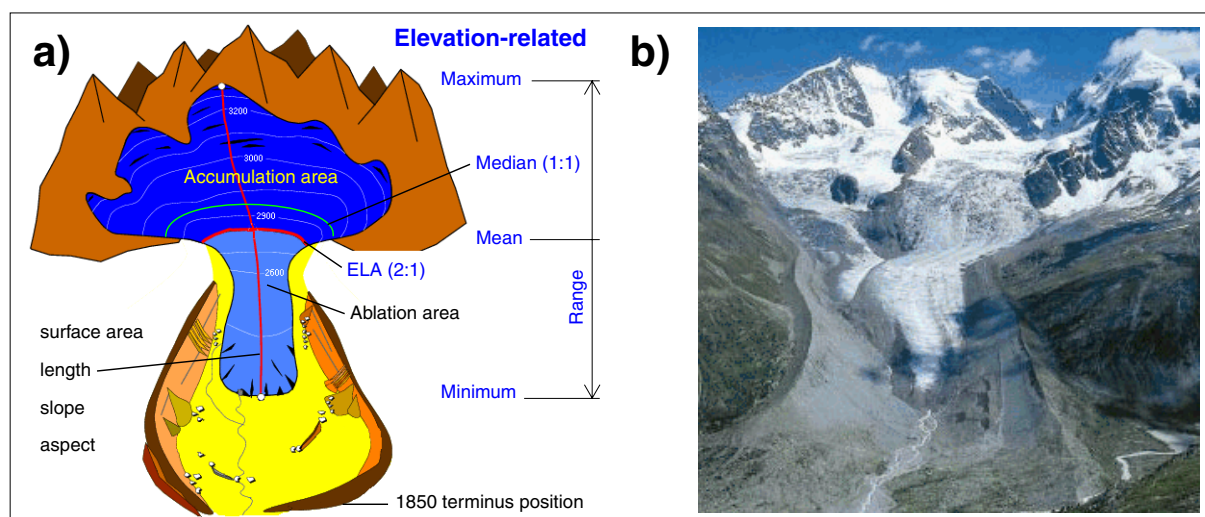 a)
Elevation-related
b)
Maximum
3200
3000
Median (1:1)
Accumulation area
2900
Mean
ELA (2:1)
2600
Range
Ablation area
surface area
length
Minimum
slope
aspect
1850 terminus position